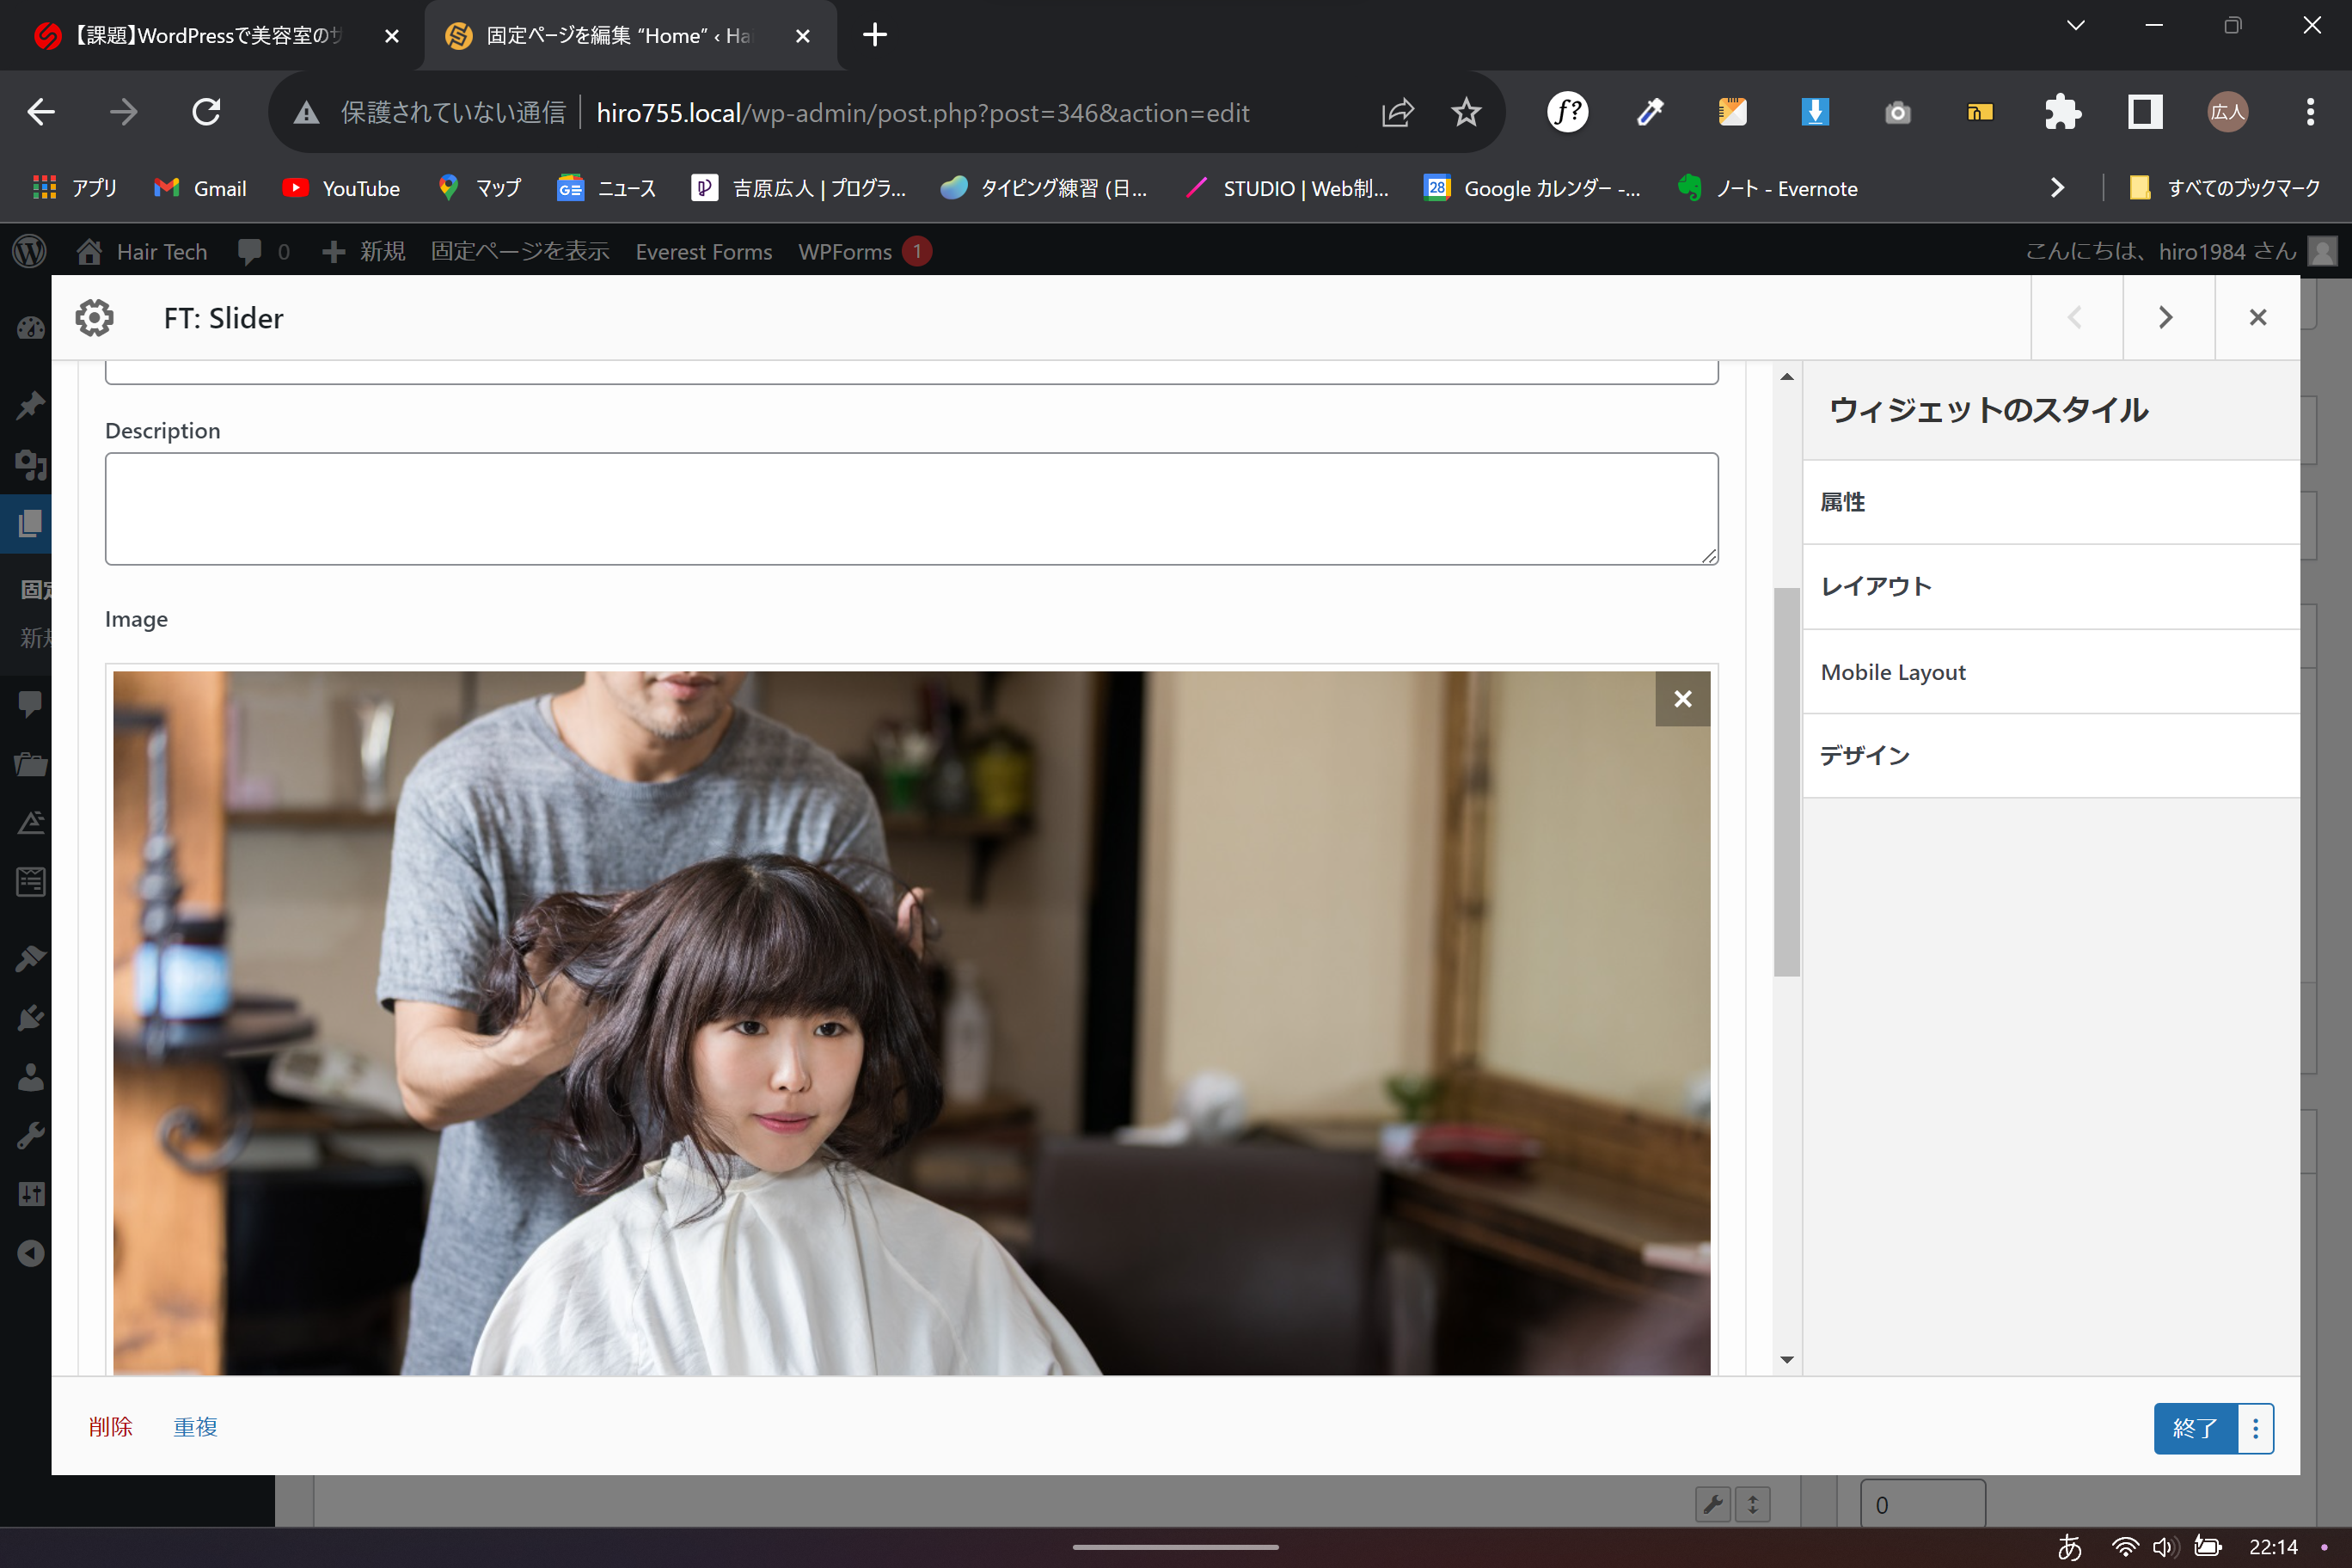 【課題】WordPressで美容室のサ
固定ページを編集 “Home” ‹ Hai
保護されていない通信 hiro755.local/wp-admin/post.php?post=346&action=edit
f?
広人
アプリ Gmail YouTube マップ ニュース 吉原広人 | プログラ... タイピング練習 (日... STUDIO | Web制... 28 Google カレンダー -... ノート - Evernote すべてのブックマーク
Hair Tech 0 新規 固定ページを表示 Everest Forms WPForms 1 こんにちは、hiro1984 さん
FT: Slider
固定
新規
Description
Image
ウィジェットのスタイル
属性
レイアウト
Mobile Layout
デザイン
削除 重複 終了
0
あ 22:14